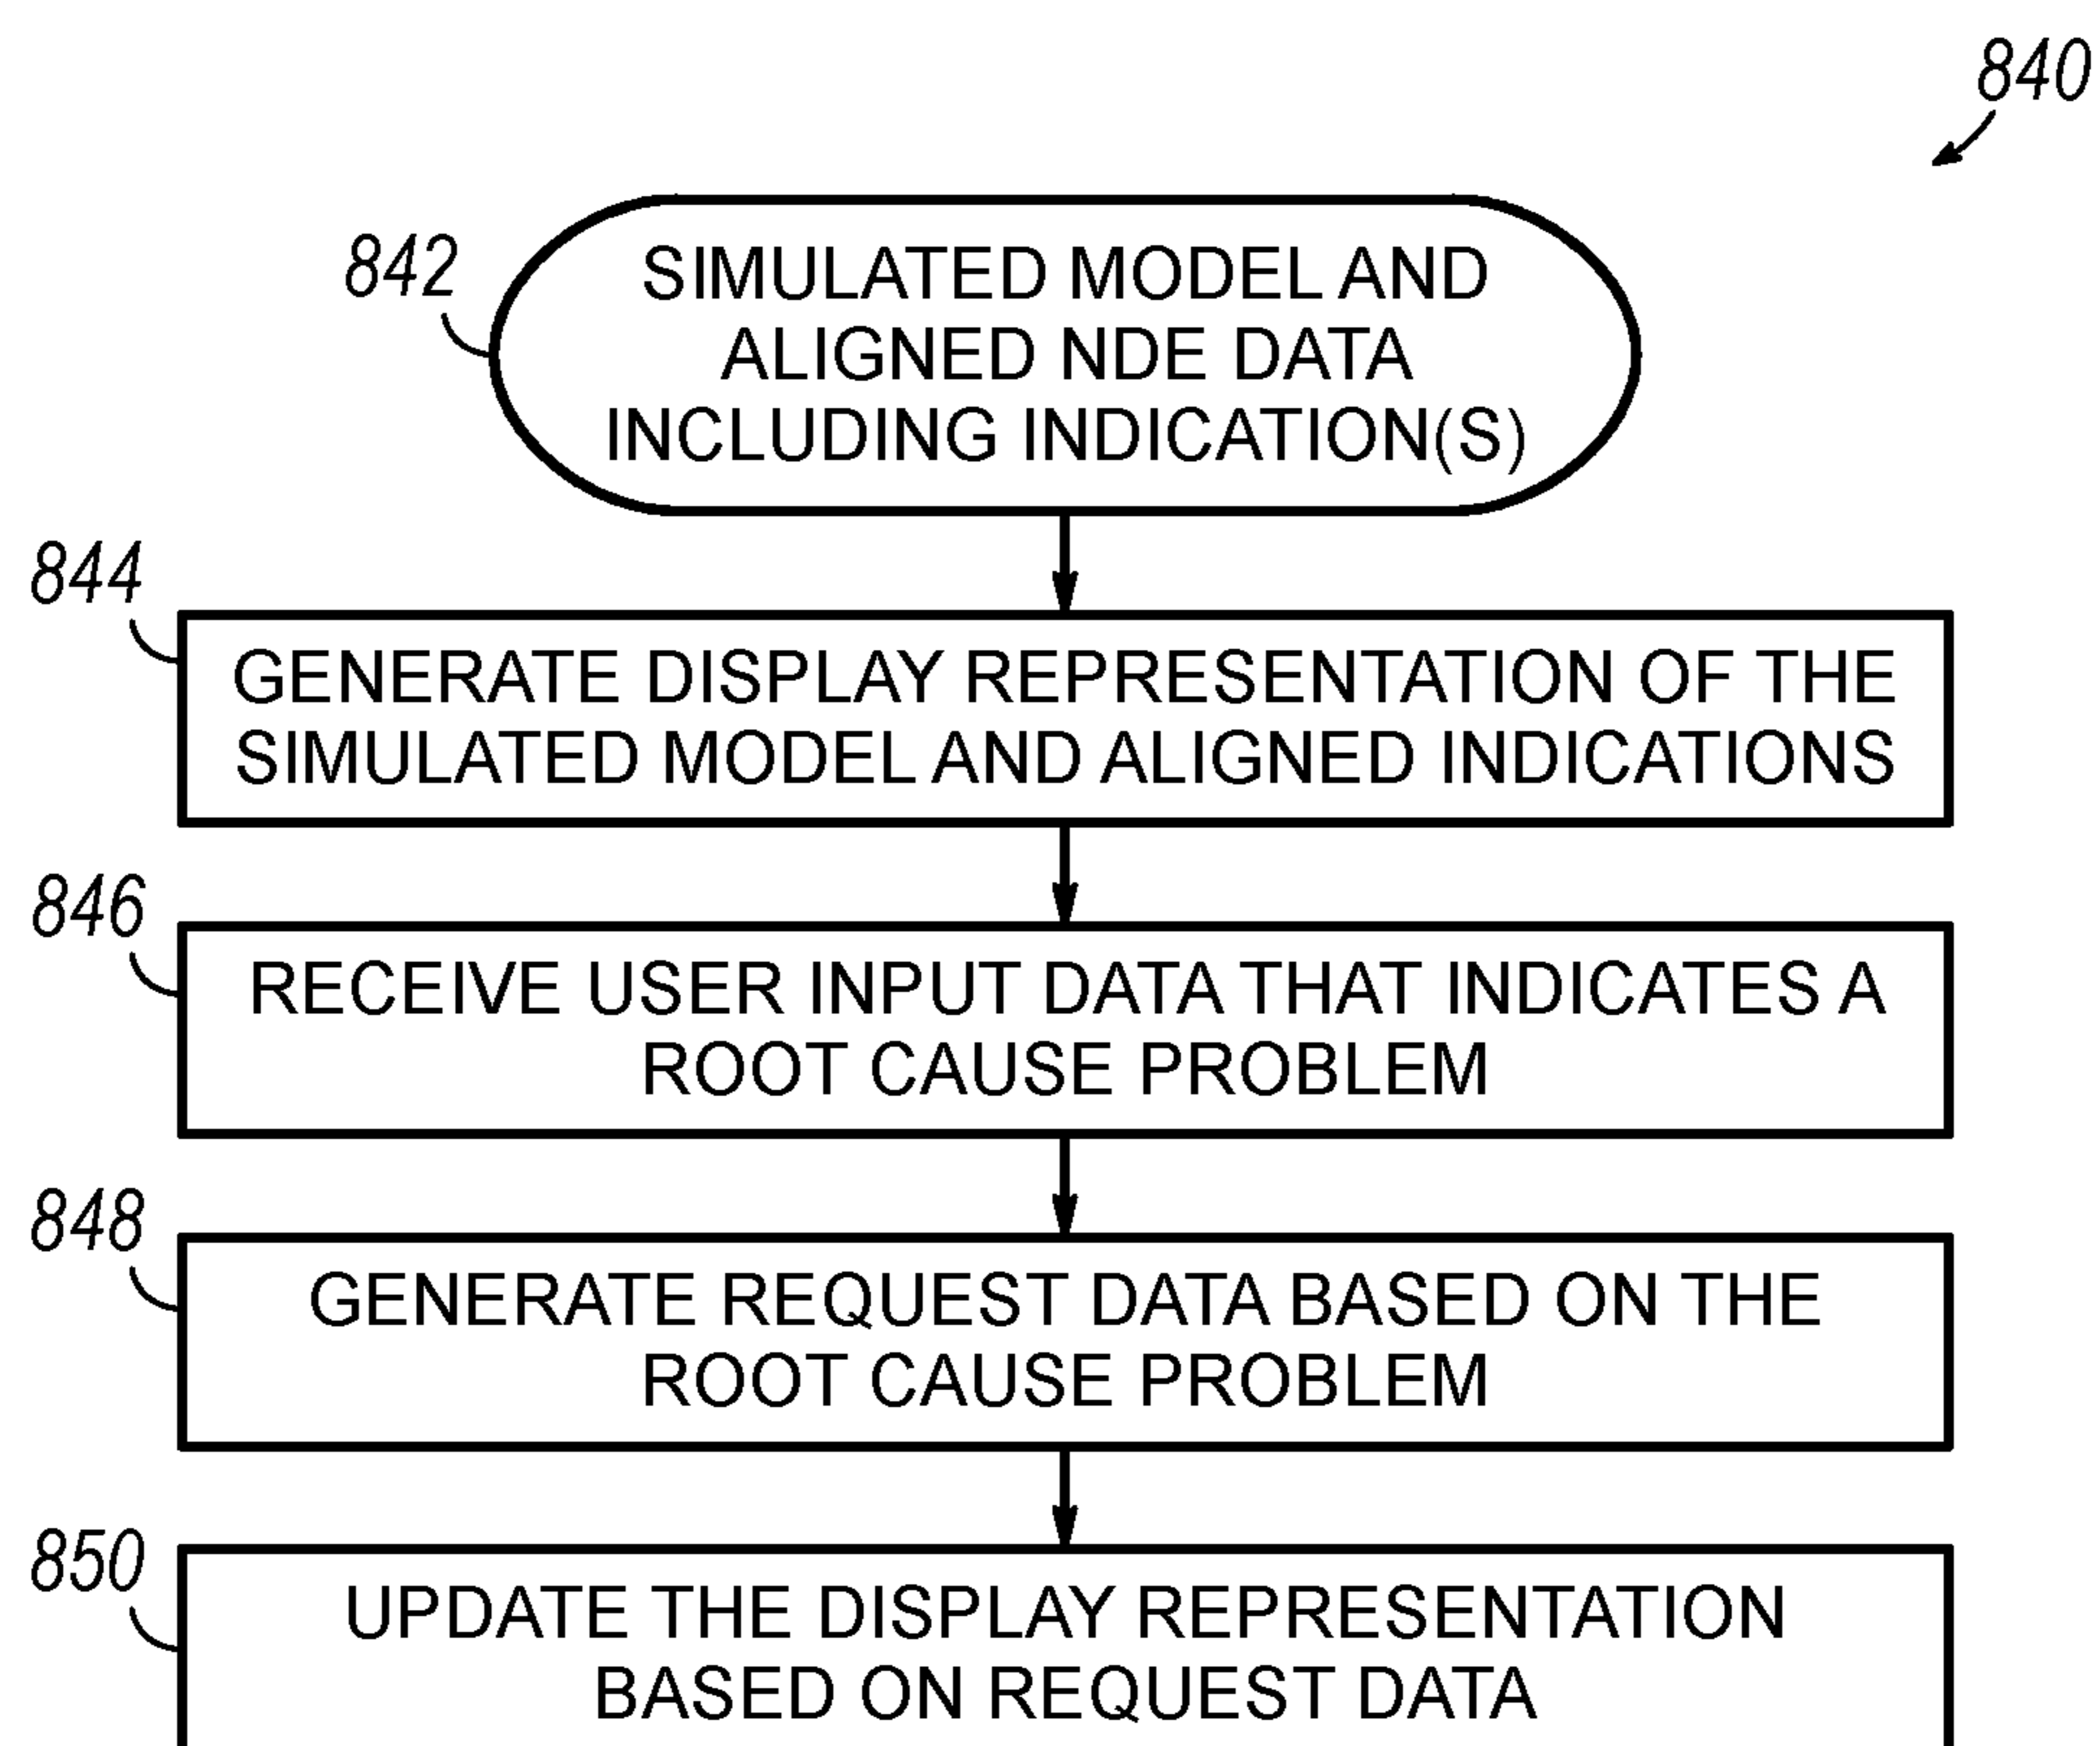 840
842
SIMULATED MODEL AND
ALIGNED NDE DATA
INCLUDING INDICATION(S)
844
GENERATE DISPLAY REPRESENTATION OF THE
SIMULATED MODEL AND ALIGNED INDICATIONS
846
RECEIVE USER INPUT DATA THAT INDICATES A
ROOT CAUSE PROBLEM
848
GENERATE REQUEST DATA BASED ON THE
ROOT CAUSE PROBLEM
850
UPDATE THE DISPLAY REPRESENTATION
BASED ON REQUEST DATA